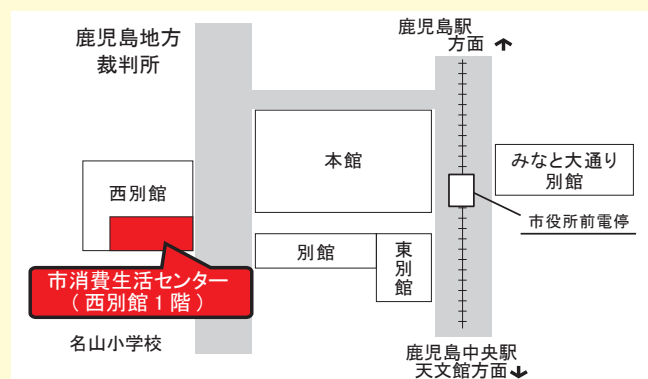 鹿児島地方
裁判所
鹿児島駅
方面 ↑
本館
みなと大通り
別館
西別館
市役所前電停
別館
東別館
市消費生活センター
(西別館1階)
名山小学校
鹿児島中央駅
天文館方面↓